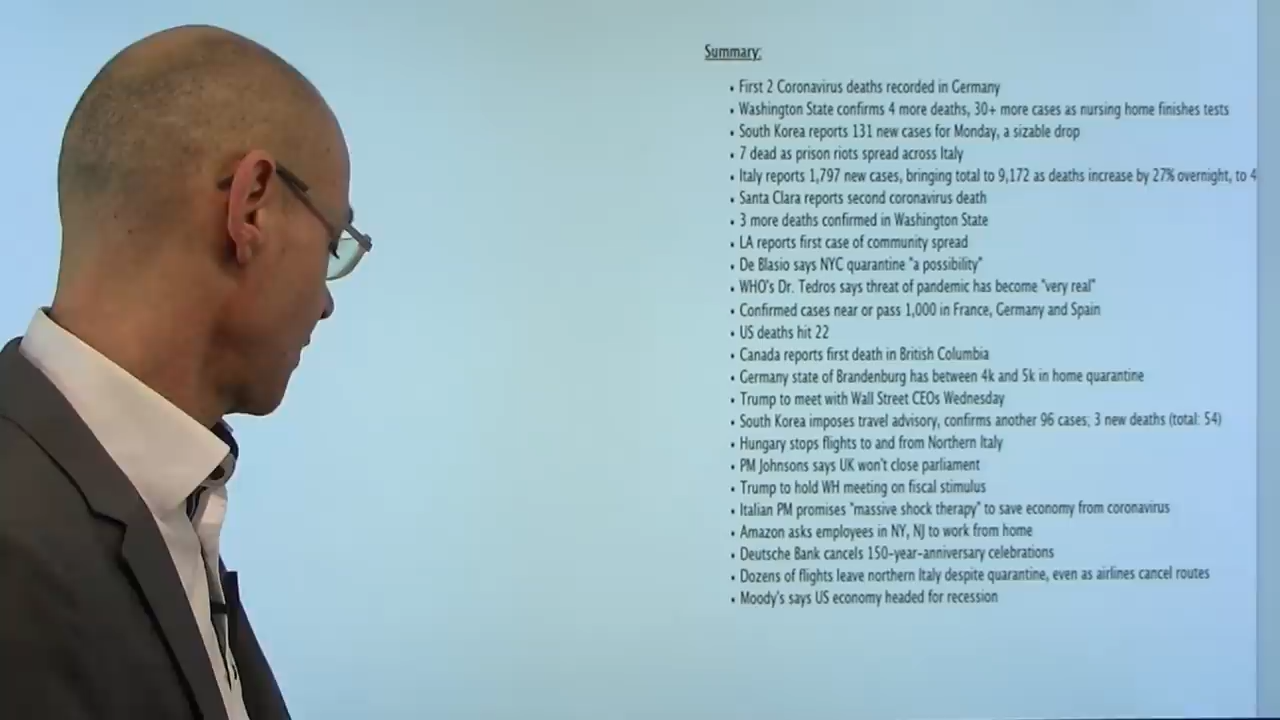 Summary:
• First 2 Coronavirus deaths recorded in Germany
• Washington State confirms 4 more deaths, 30+ more cases as nursing home finishes tests
• South Korea reports 131 new cases for Monday, a sizable drop
• 7 dead as prison riots spread across Italy
• Italy reports 1,797 new cases, bringing total to 9,172 as deaths increase by 27% overnight, to 4
• Santa Clara reports second coronavirus death
• 3 more deaths confirmed in Washington State
• LA reports first case of community spread
• De Blasio says NYC quarantine "a possibility"
• WHO's Dr. Tedros says threat of pandemic has become "very real"
• Confirmed cases near or pass 1,000 in France, Germany and Spain
• US deaths hit 22
• Canada reports first death in British Columbia
• Germany state of Brandenburg has between 4k and 5k in home quarantine
• Trump to meet with Wall Street CEOs Wednesday
• South Korea imposes travel advisory, confirms another 96 cases; 3 new deaths (total: 54)
• Hungary stops flights to and from Northern Italy
• PM Johnsons says UK won't close parliament
• Trump to hold WH meeting on fiscal stimulus
• Italian PM promises "massive shock therapy" to save economy from coronavirus
• Amazon asks employees in NY, NJ to work from home
• Deutsche Bank cancels 150-year-anniversary celebrations
• Dozens of flights leave northern Italy despite quarantine, even as airlines cancel routes
• Moody's says US economy headed for recession